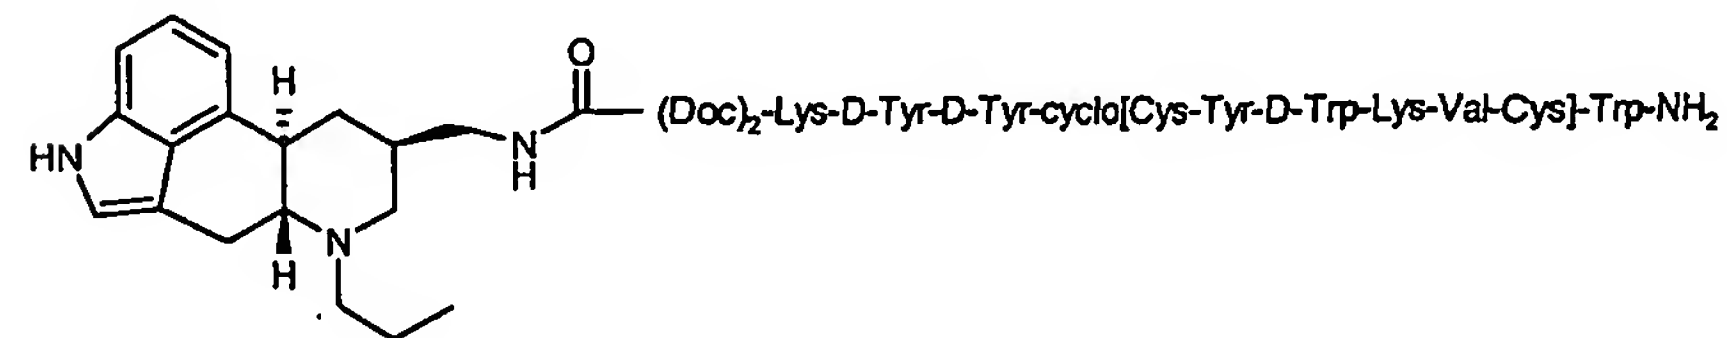 O
H
(Doc)2-Lys-D-Tyr-D-Tyr-cyclo[Cys-Tyr-D-Trp-Lys-Val-Cys]-Trp-NH2
HN
N
H
N
H